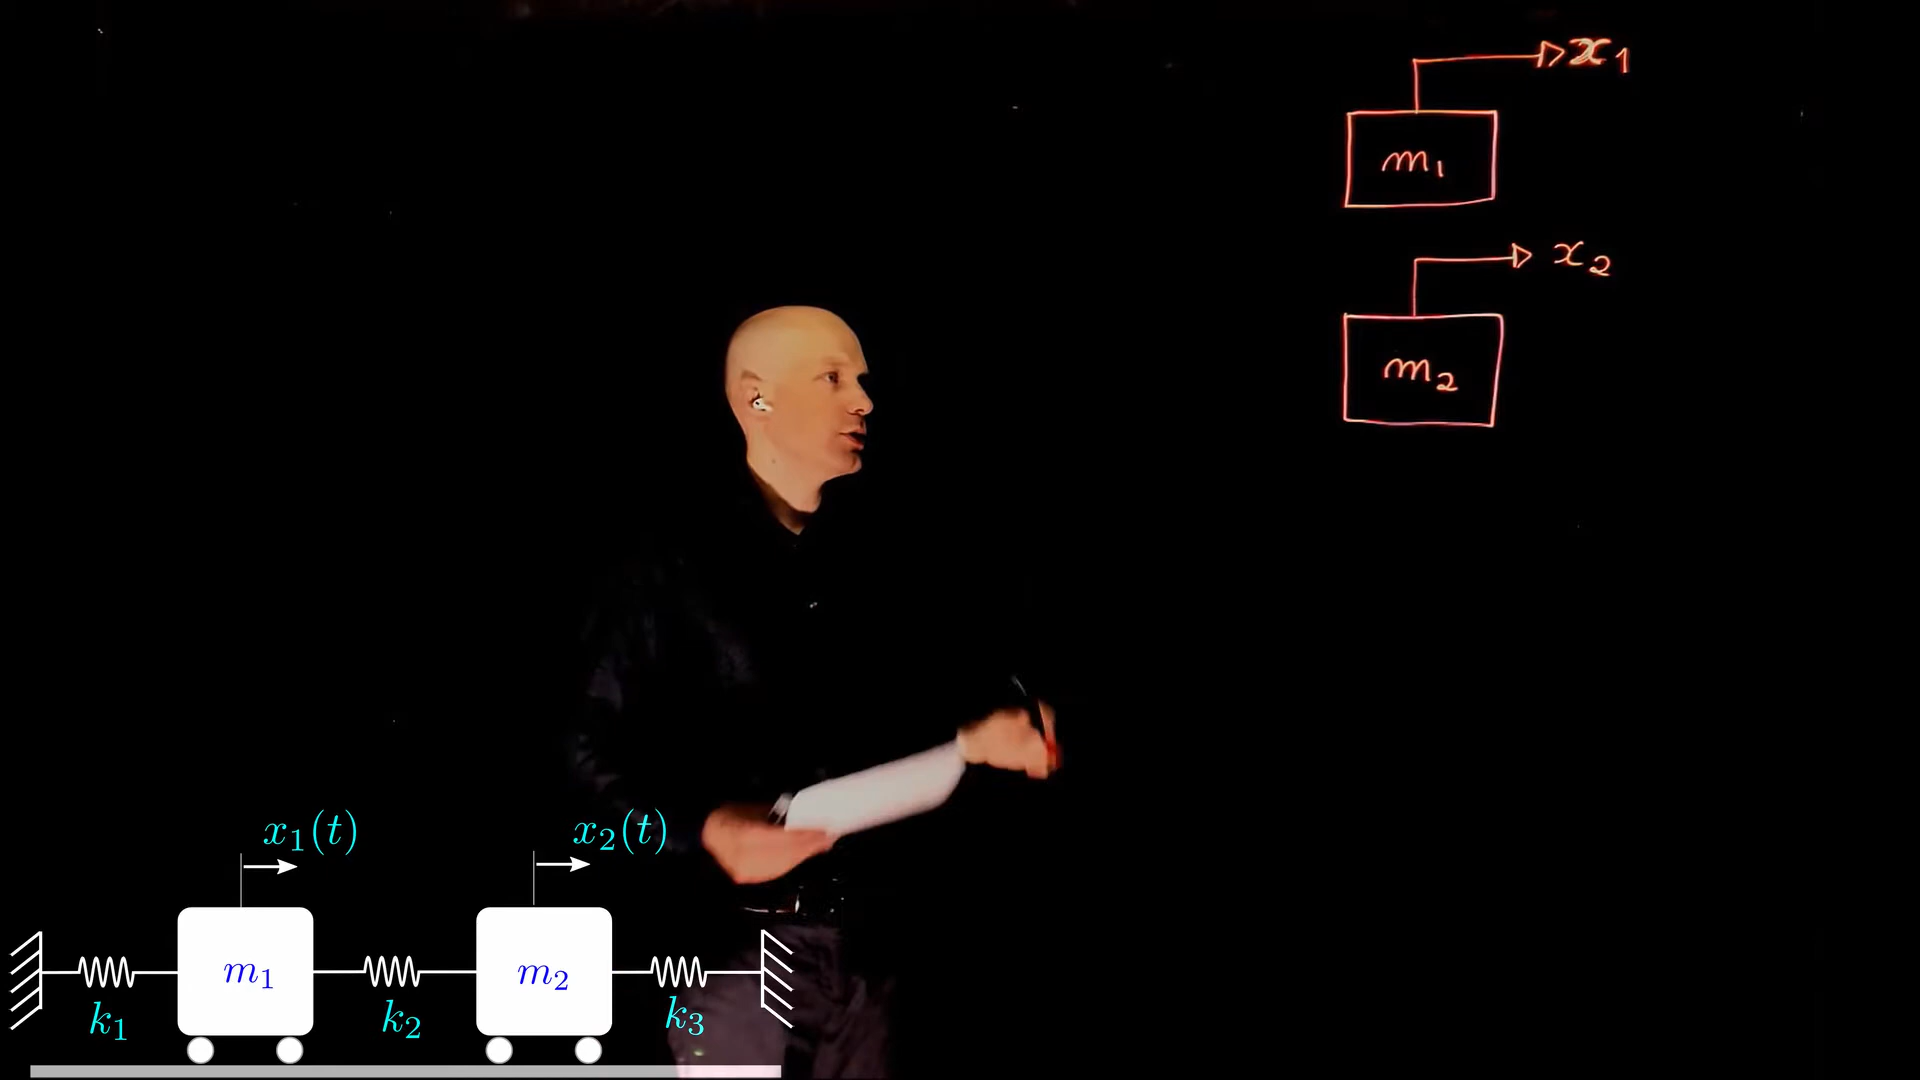 x₁
m₁
x₂
m₂
x₁(t) x₂(t)
m₁ m₂
k₁ k₂ k₃